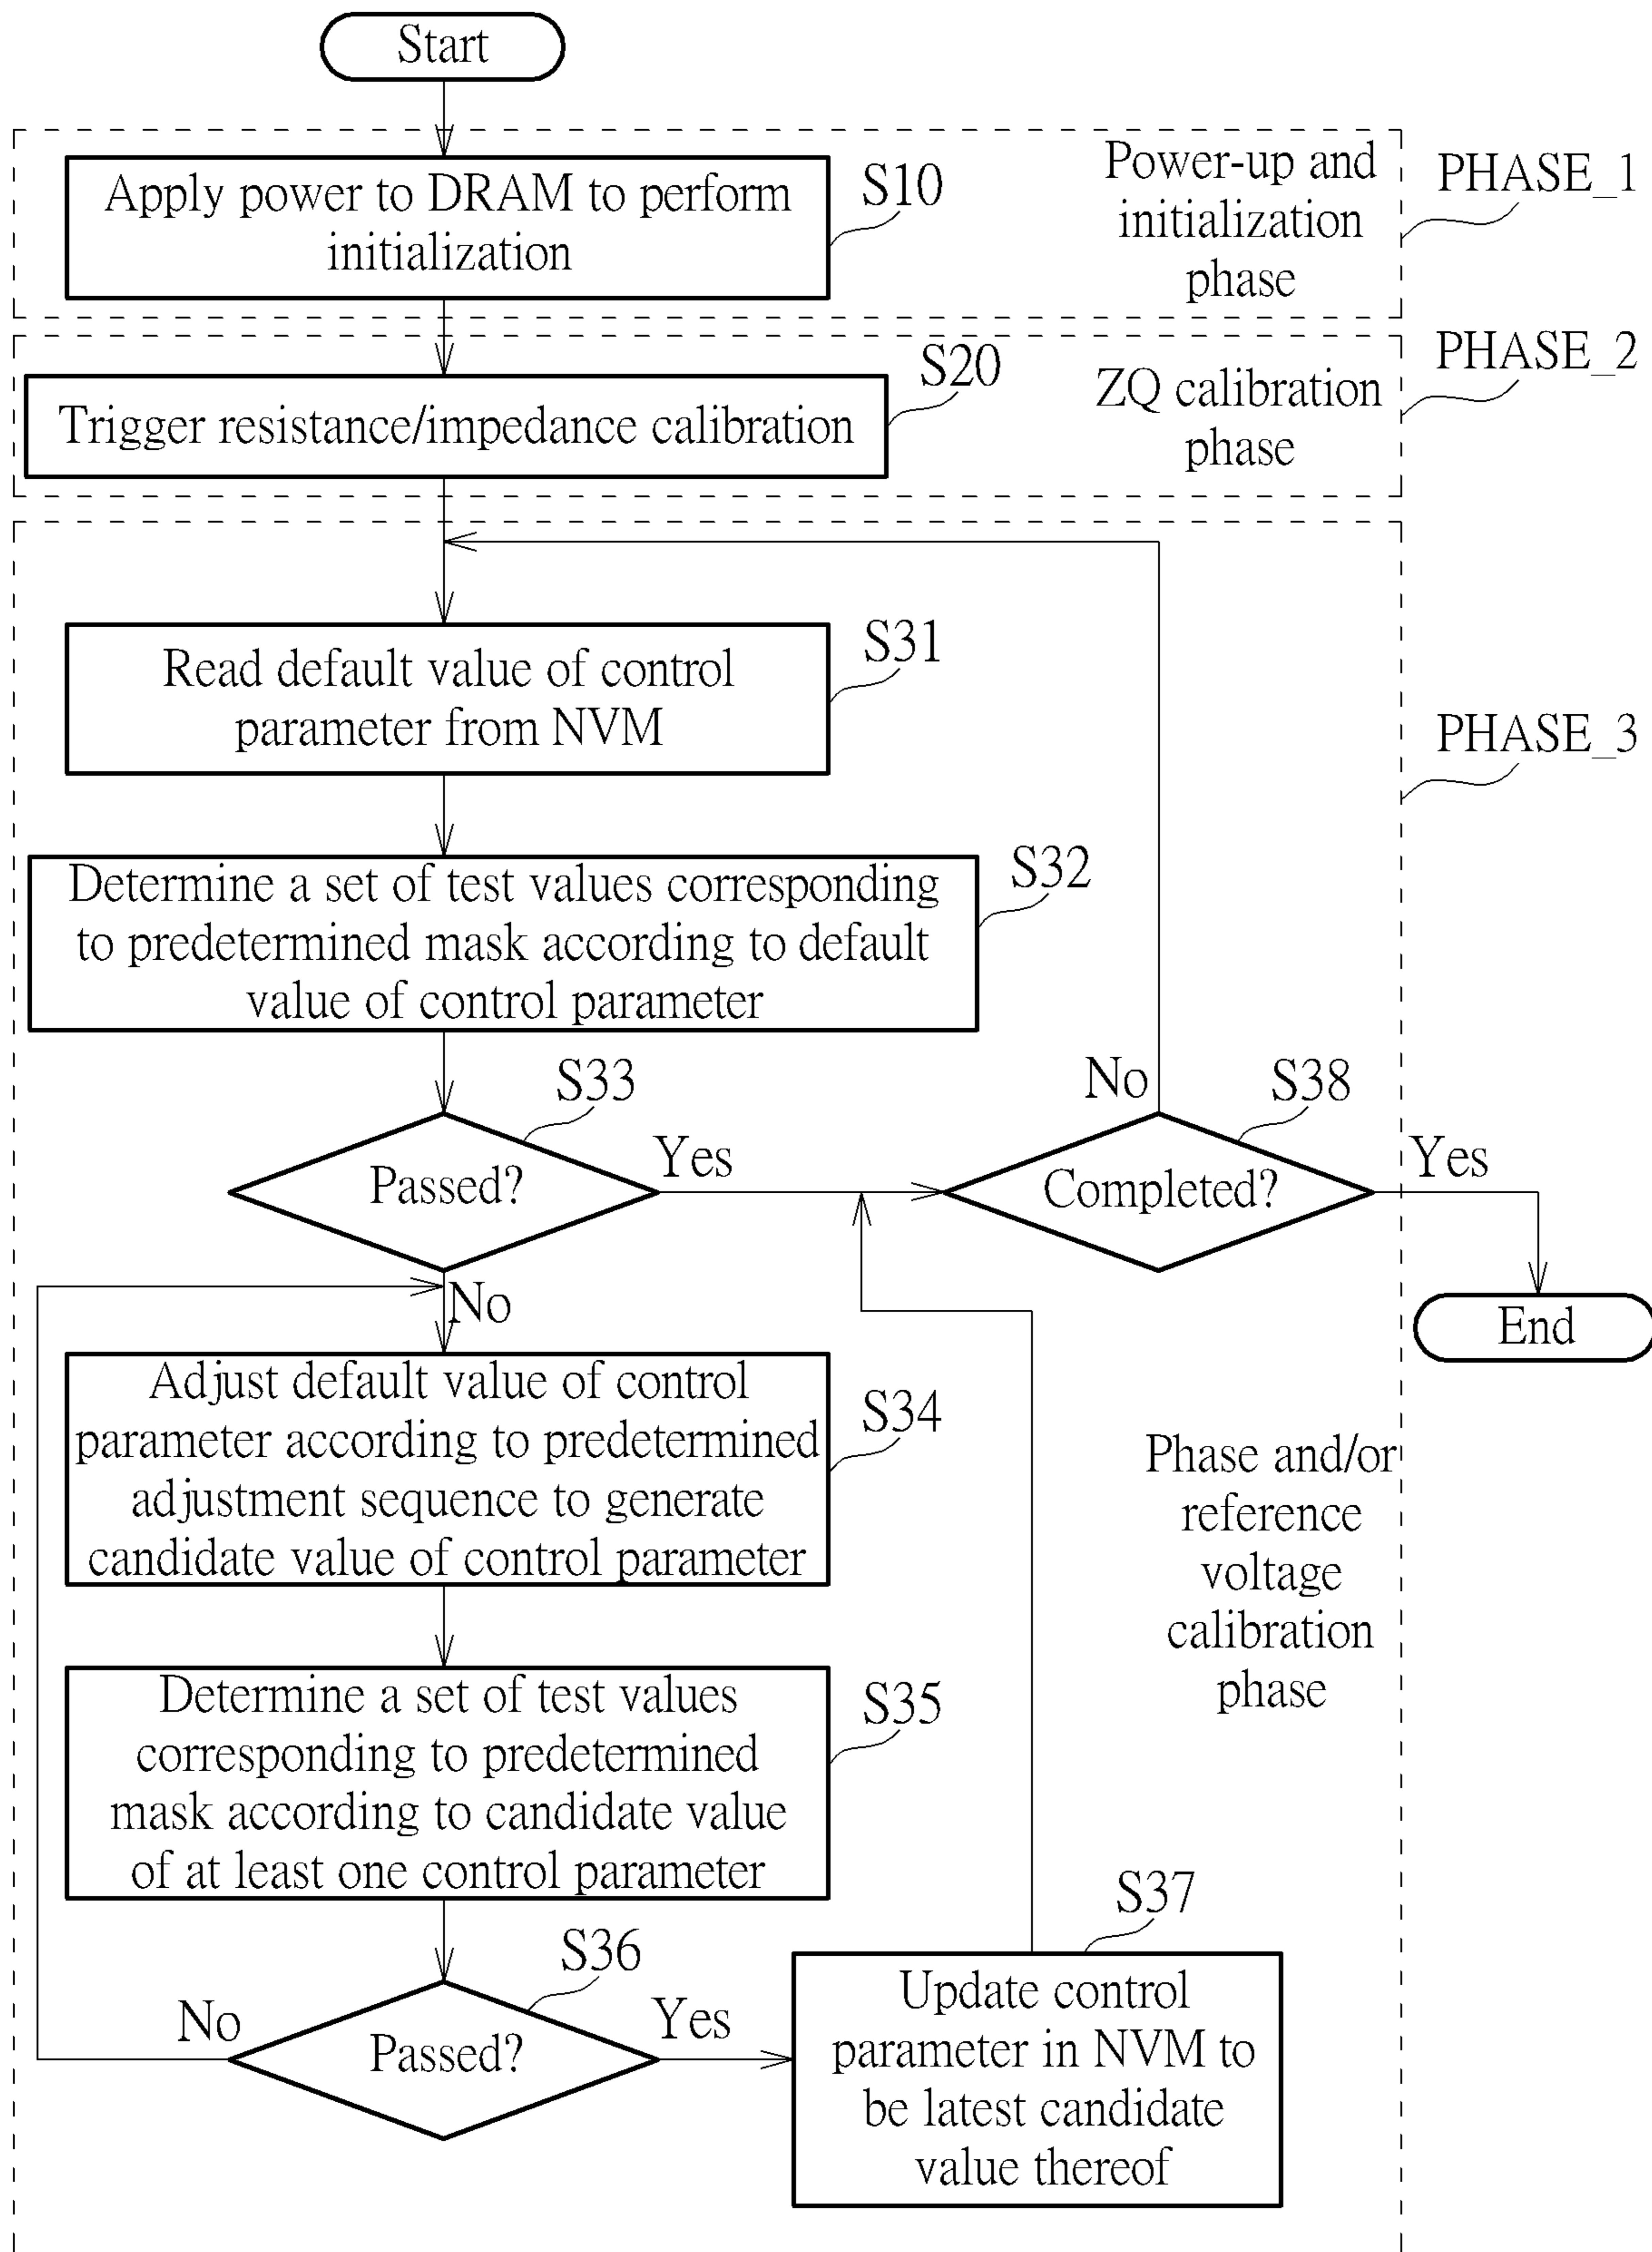 Start
Apply power to DRAM to perform
initialization
S10
Power-up and
initialization
phase
PHASE_1
Trigger resistance/impedance calibration
S20
ZQ calibration
phase
PHASE_2
Read default value of control
parameter from NVM
S31
PHASE_3
Determine a set of test values corresponding
to predetermined mask according to default
value of control parameter
S32
S33
Passed?
Yes
No
S38
Completed?
Yes
End
No
Adjust default value of control
parameter according to predetermined
adjustment sequence to generate
candidate value of control parameter
S34
Phase and/or
reference
voltage
calibration
phase
Determine a set of test values
corresponding to predetermined
mask according to candidate value
of at least one control parameter
S35
S36
No
Passed?
Yes
S37
Update control
parameter in NVM to
be latest candidate
value thereof